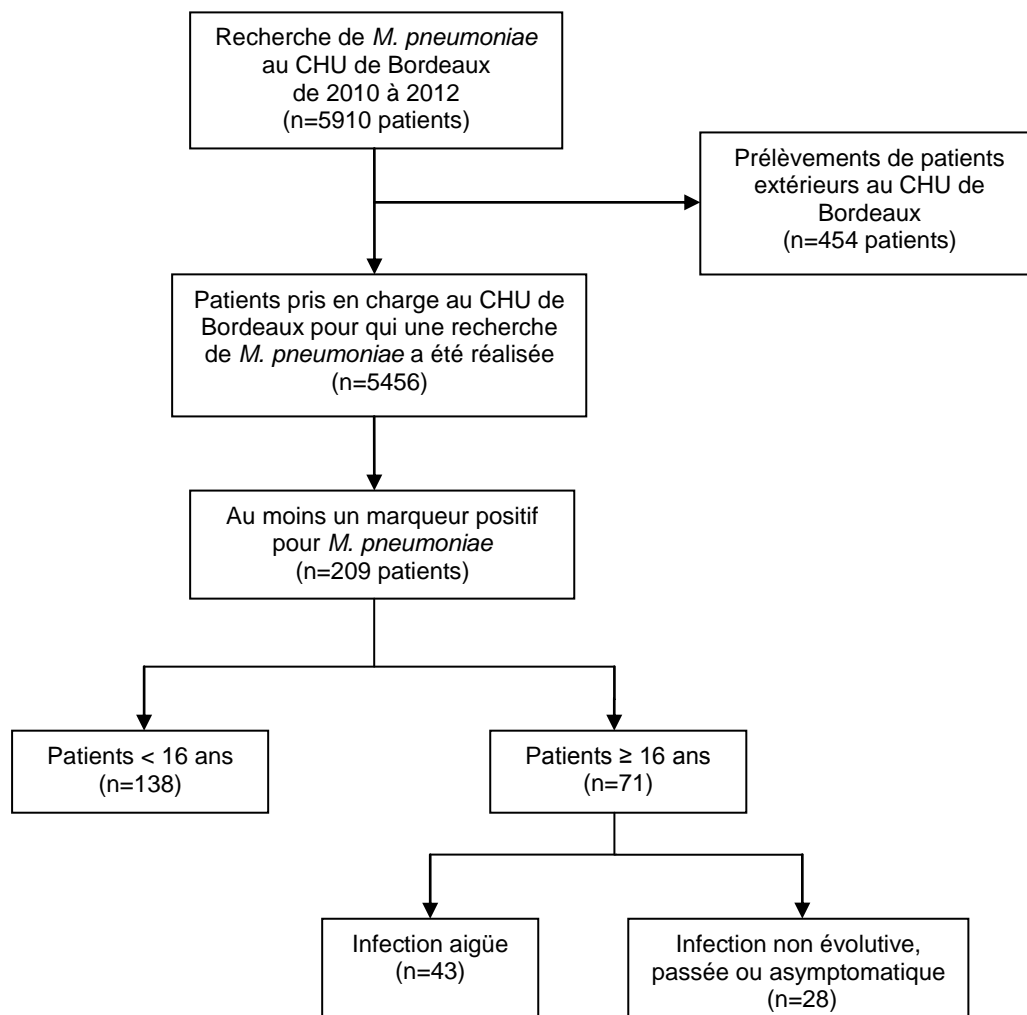 Recherche de M. pneumoniae
au CHU de Bordeaux
de 2010 à 2012
(n=5910 patients)
Prélèvements de patients
extérieurs au CHU de
Bordeaux
(n=454 patients)
Patients pris en charge au CHU de
Bordeaux pour qui une recherche
de M. pneumoniae a été réalisée
(n=5456)
Au moins un marqueur positif
pour M. pneumoniae
(n=209 patients)
Patients < 16 ans
(n=138)
Patients ≥ 16 ans
(n=71)
Infection aigüe
(n=43)
Infection non évolutive,
passée ou asymptomatique
(n=28)